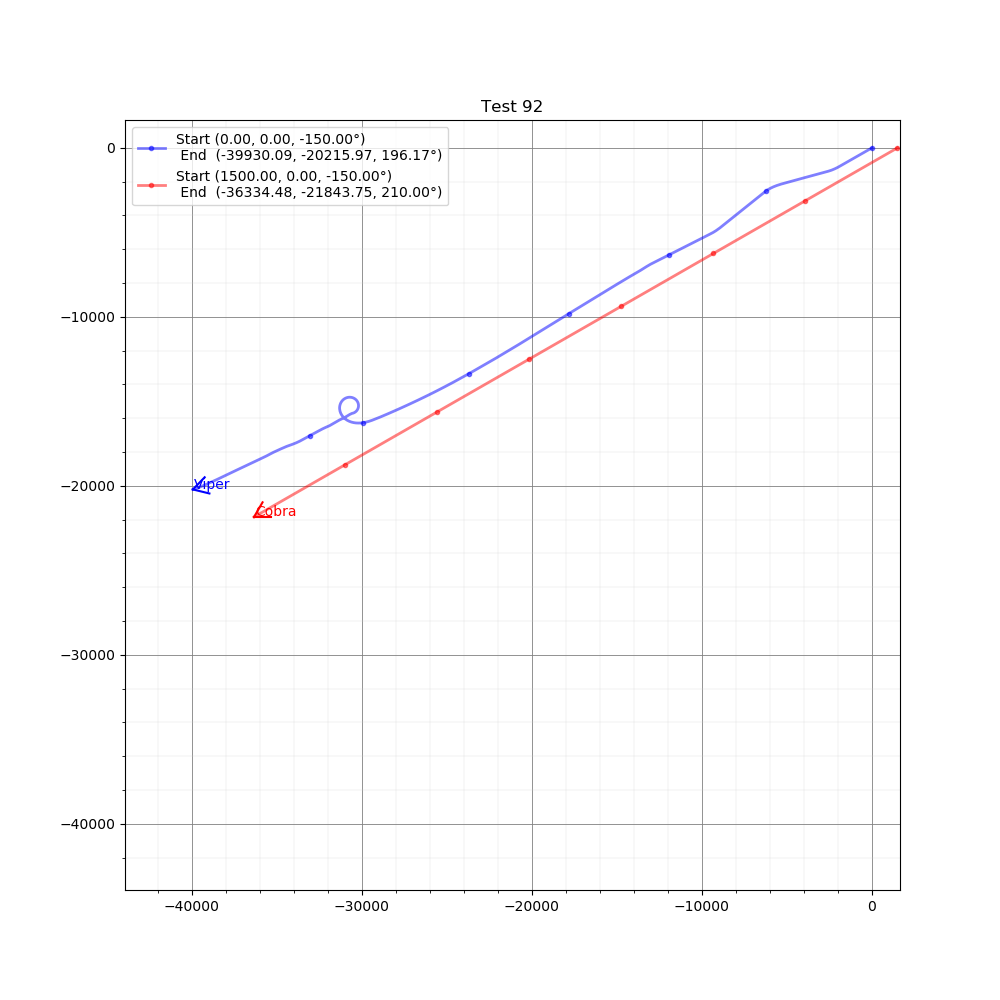 Test 92
Start (0.00, 0.00, -150.00°)
End (-39930.09, -20215.97, 196.17°)
Start (1500.00, 0.00, -150.00°)
End (-36334.48, -21843.75, 210.00°)
0
−10000
−20000
−30000
−40000
Viper
Cobra
−40000
−30000
−20000
−10000
0